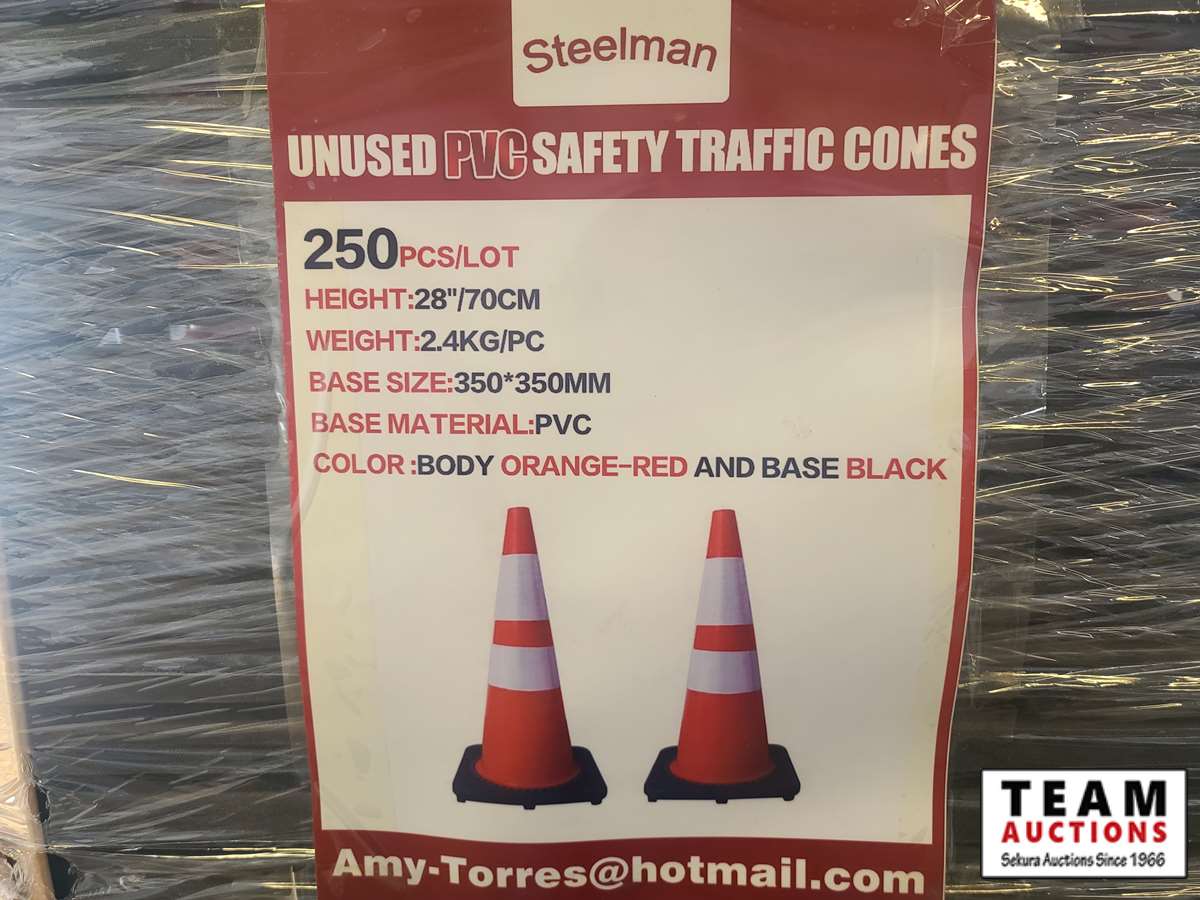 Steelman
UNUSED PVC SAFETY TRAFFIC CONES
250PCS/LOT
HEIGHT:28"/70CM
WEIGHT:2.4KG/PC
BASE SIZE:350*350MM
BASE MATERIAL:PVC
COLOR :BODY ORANGE-RED AND BASE BLACK
Amy-Torres@hotmail.com
TEAM
AUCTIONS
Sekura Auctions Since 1966